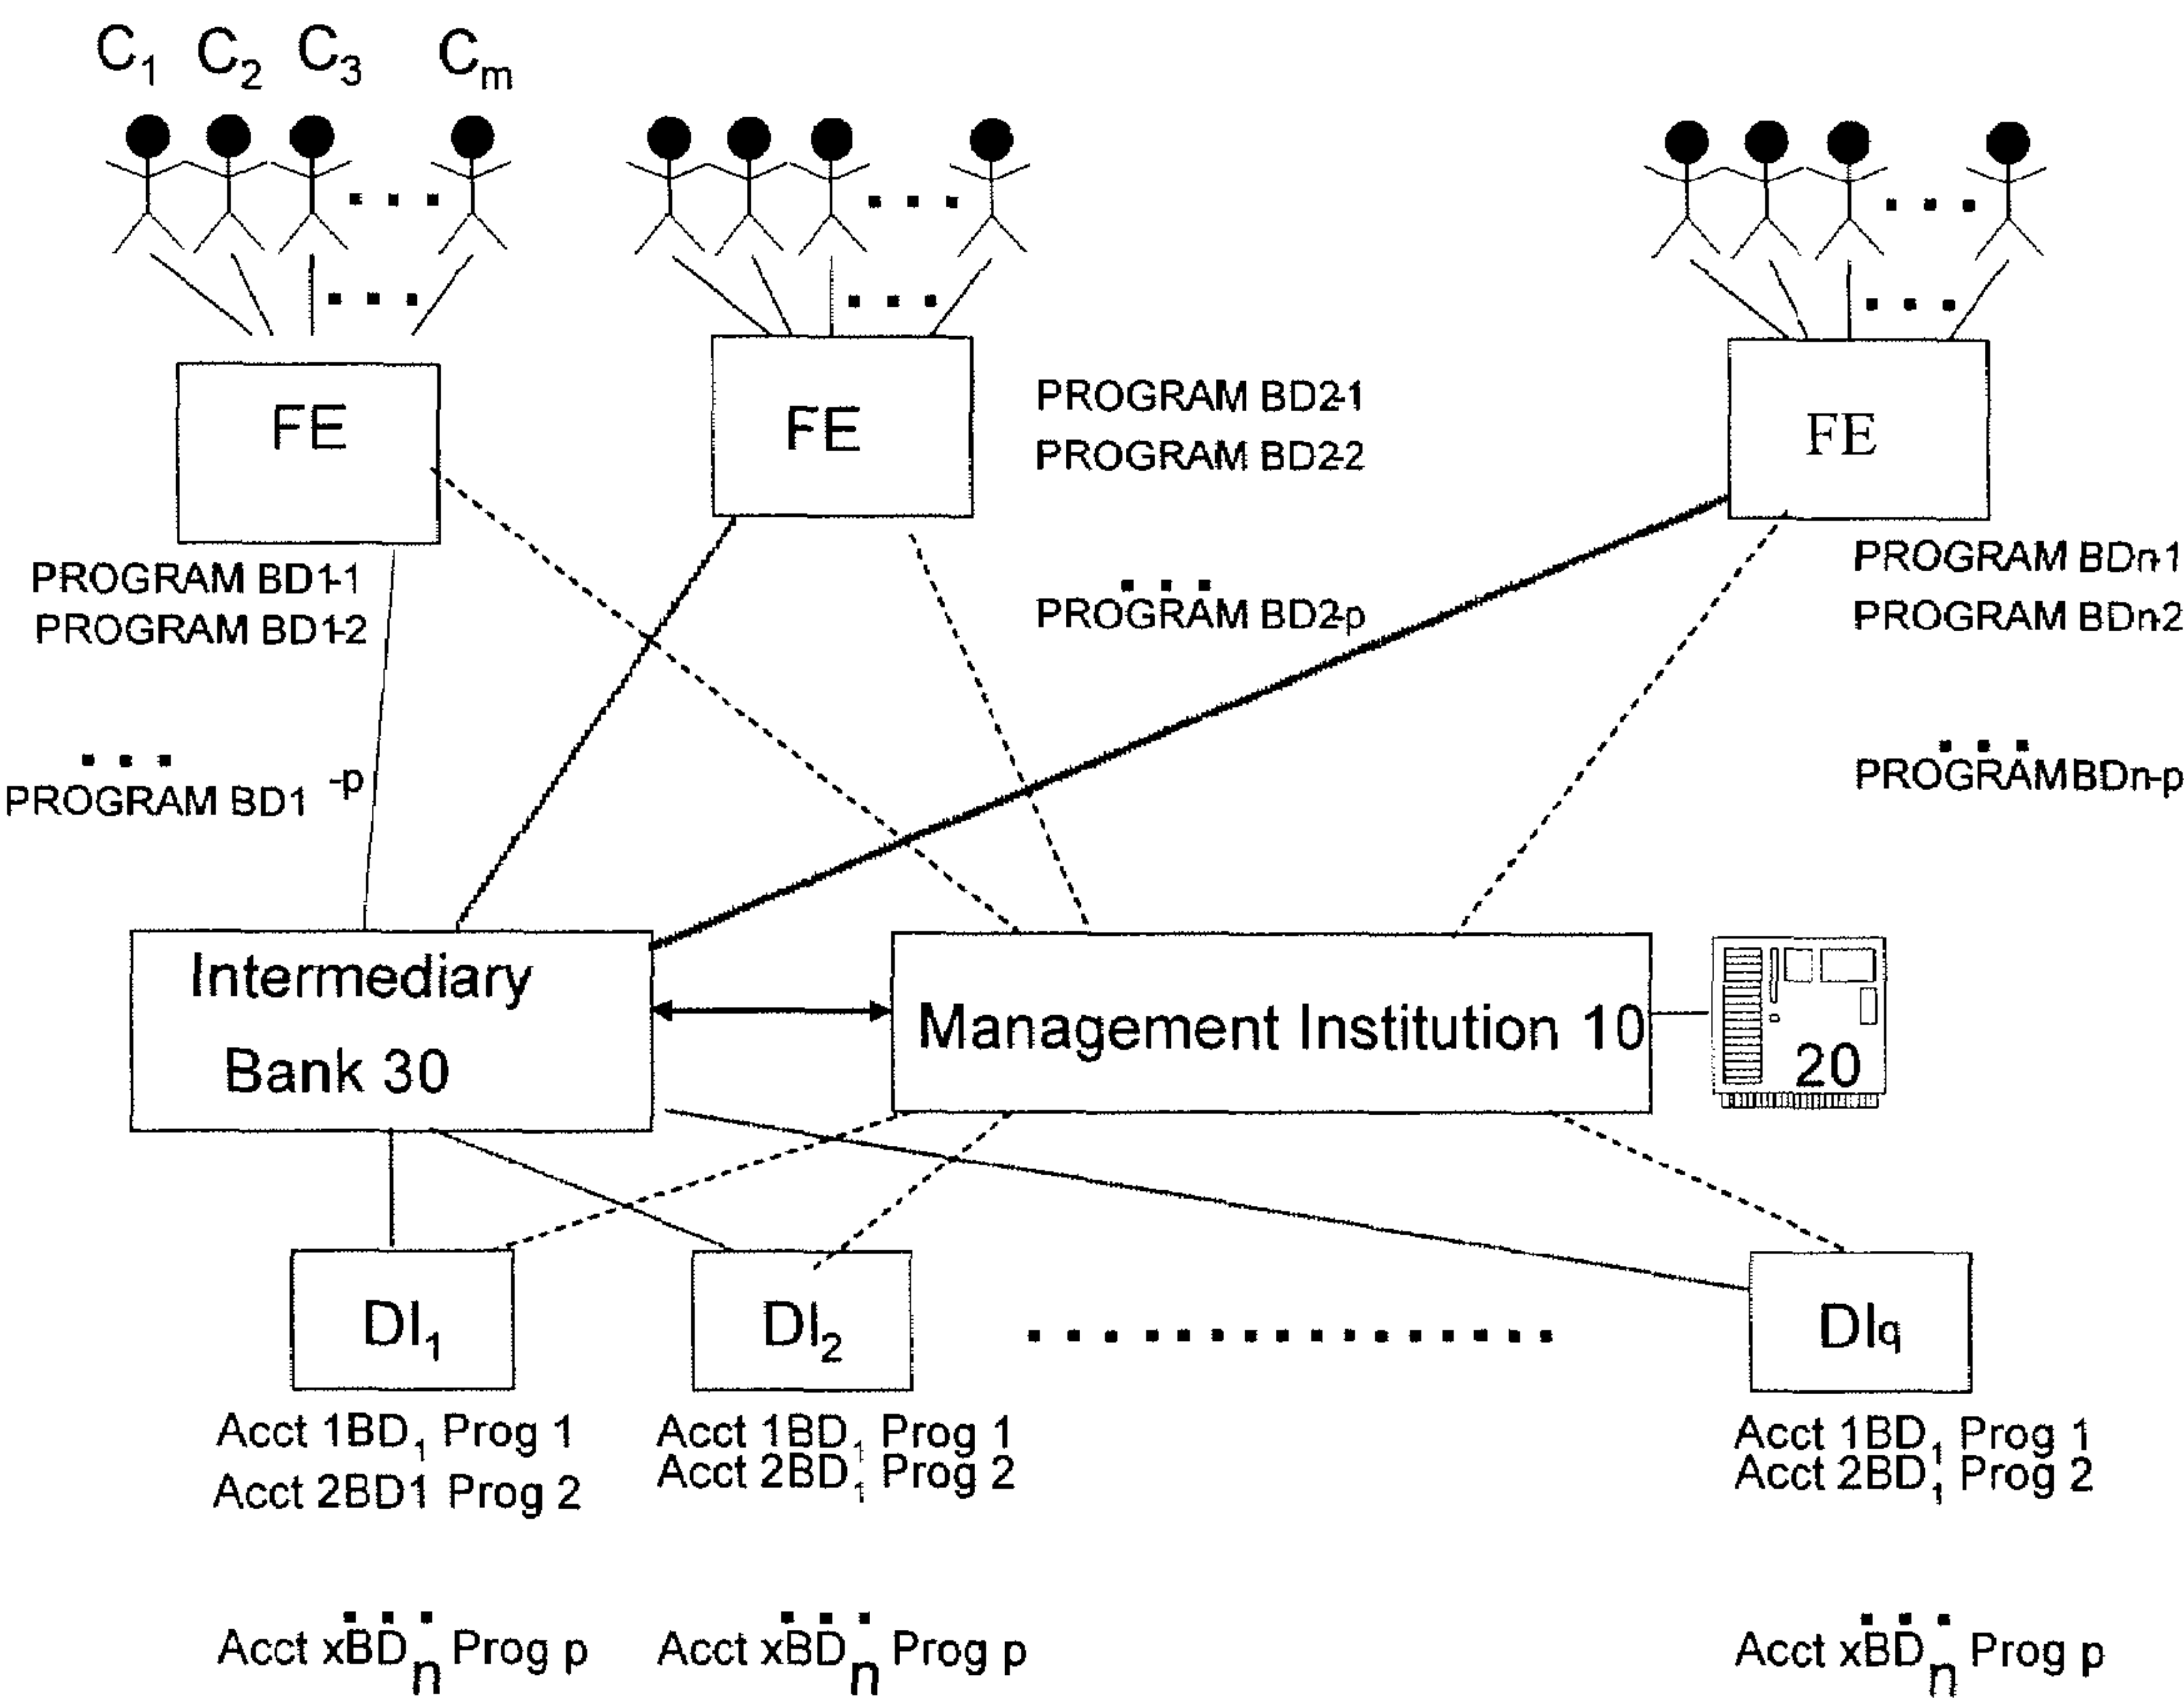 C1 C2 C3 Cm
FE
FE
FE
PROGRAM BD2-1
PROGRAM BD2-2
PROGRAM BD2-p
PROGRAM BD1-1
PROGRAM BD1-2
PROGRAM BD1 -p
PROGRAM BDn-1
PROGRAM BDn-2
PROGRAMBDn-p
Intermediary
Bank 30
Management Institution 10
20
DI1
DI2
DIq
Acct 1BD1 Prog 1
Acct 2BD1 Prog 2
Acct xBDn Prog p
Acct 1BD1 Prog 1
Acct 2BD1 Prog 2
Acct xBDn Prog p
Acct 1BD1 Prog 1
Acct 2BD1 Prog 2
Acct xBDn Prog p